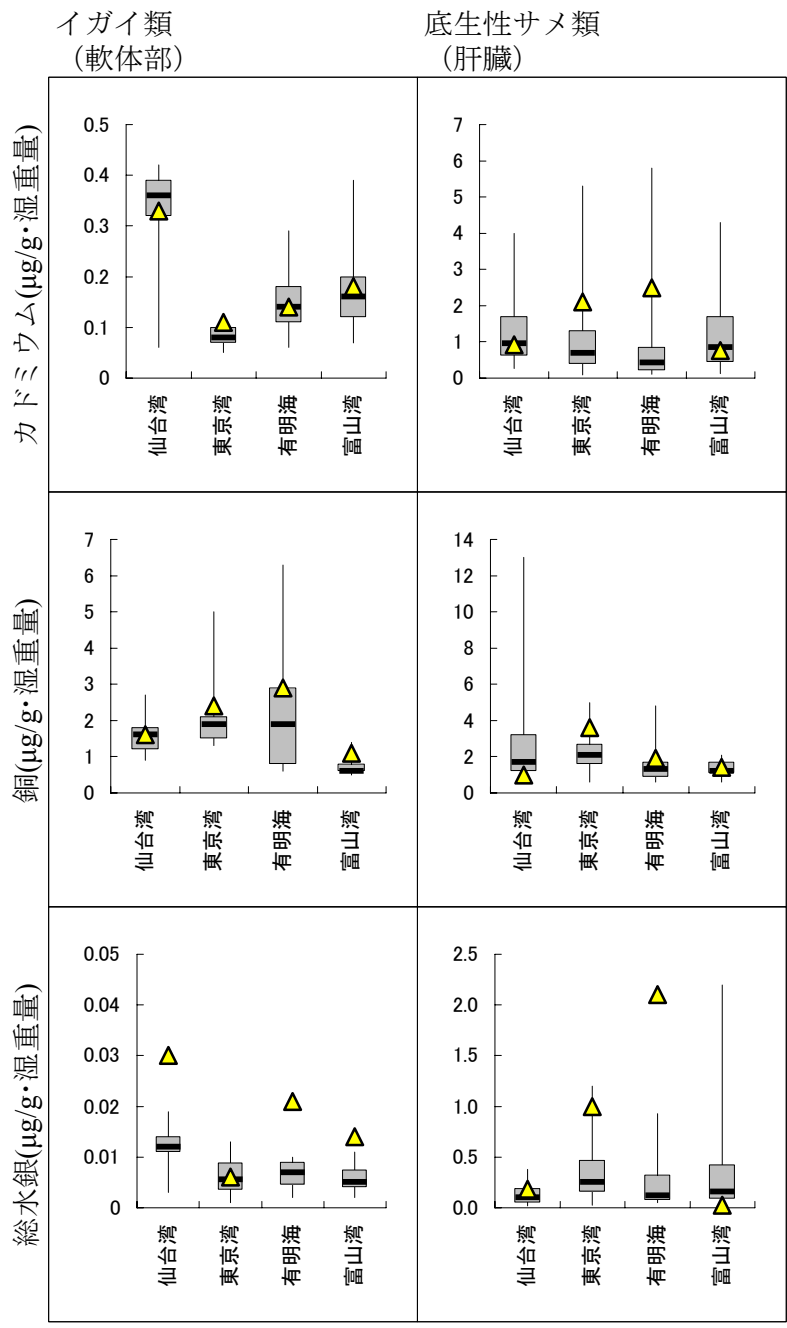 イガイ類
（軟体部）
底生性サメ類
（肝臓）
カドミウム(μg/g･湿重量)
0.5
0.4
0.3
0.2
0.1
0
仙台湾
東京湾
有明海
富山湾
7
6
5
4
3
2
1
0
仙台湾
東京湾
有明海
富山湾
銅(μg/g･湿重量)
7
6
5
4
3
2
1
0
仙台湾
東京湾
有明海
富山湾
14
12
10
8
6
4
2
0
仙台湾
東京湾
有明海
富山湾
総水銀(μg/g･湿重量)
0.05
0.04
0.03
0.02
0.01
0
仙台湾
東京湾
有明海
富山湾
2.5
2.0
1.5
1.0
0.5
0.0
仙台湾
東京湾
有明海
富山湾